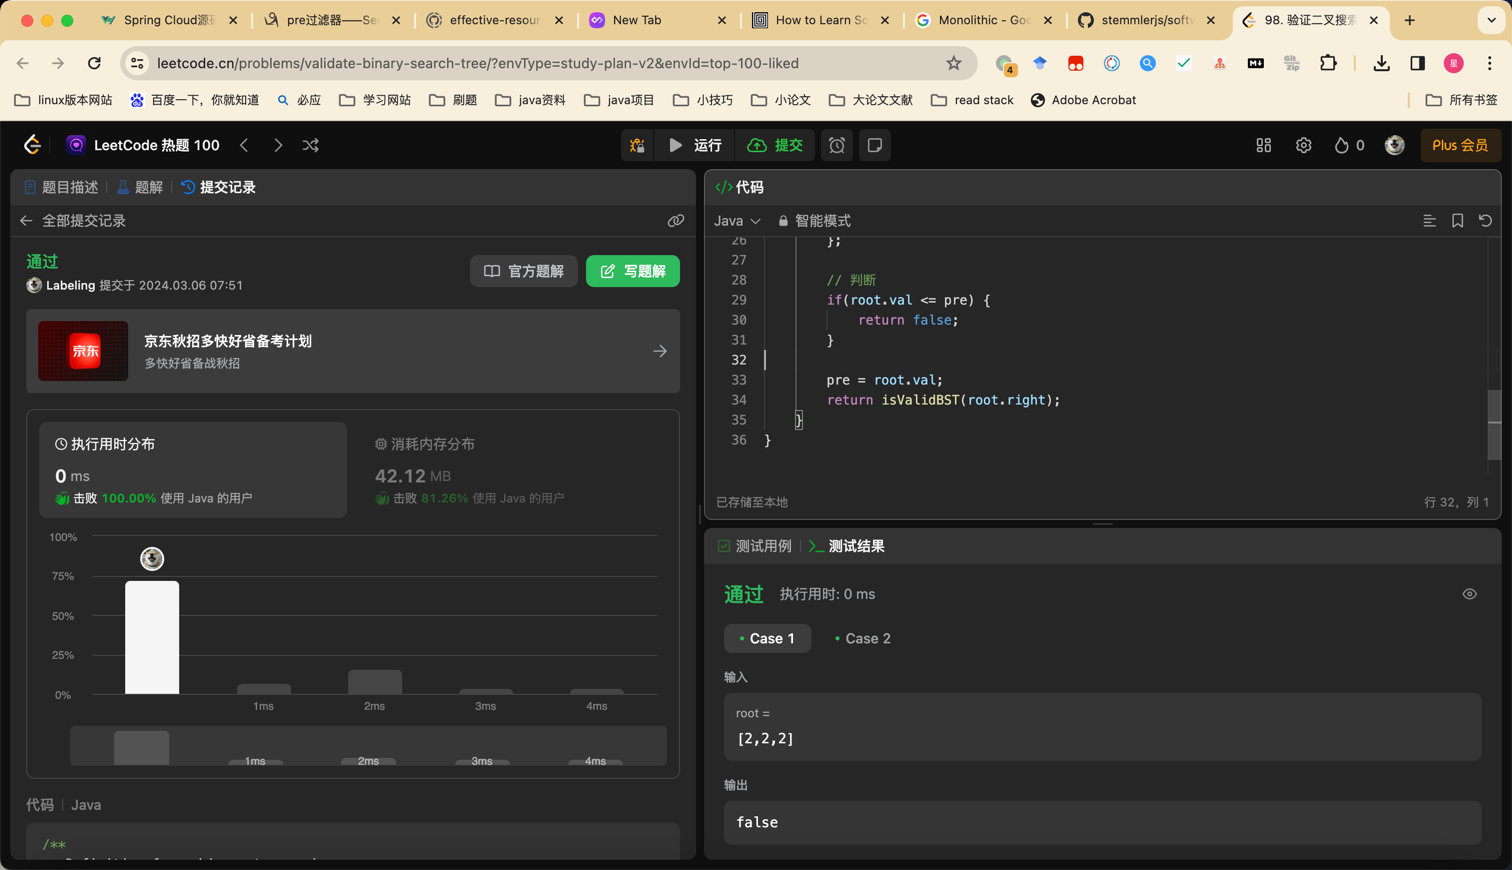 Spring Cloud源
pre过滤器——Se
effective-resour
New Tab
How to Learn So
Monolithic - Goo
stemmlerjs/softw
98. 验证二叉搜索
leetcode.cn/problems/validate-binary-search-tree/?envType=study-plan-v2&envId=top-100-liked
4
M↓
Git Zip
星
linux版本网站
百度一下，你就知道
必应
学习网站
刷题
java资料
java项目
小技巧
小论文
大论文文献
read stack
Adobe Acrobat
所有书签
LeetCode 热题 100
运行
提交
0
Plus 会员
题目描述
题解
提交记录
全部提交记录
通过
Labeling 提交于 2024.03.06 07:51
官方题解
写题解
京东
京东秋招多快好省备考计划
多快好省备战秋招
执行用时分布
0 ms
击败 100.00% 使用 Java 的用户
消耗内存分布
42.12 MB
击败 81.26% 使用 Java 的用户
100%
75%
50%
25%
0%
1ms
2ms
3ms
4ms
1ms
2ms
3ms
4ms
代码
Java
/**
</>代码
Java
智能模式
26 };
27
28 // 判断
29 if(root.val <= pre) {
30 return false;
31 }
32
33 pre = root.val;
34 return isValidBST(root.right);
35 }
36 }
已存储至本地
行 32, 列 1
测试用例
测试结果
通过
执行用时: 0 ms
Case 1
Case 2
输入
root =
[2,2,2]
输出
false